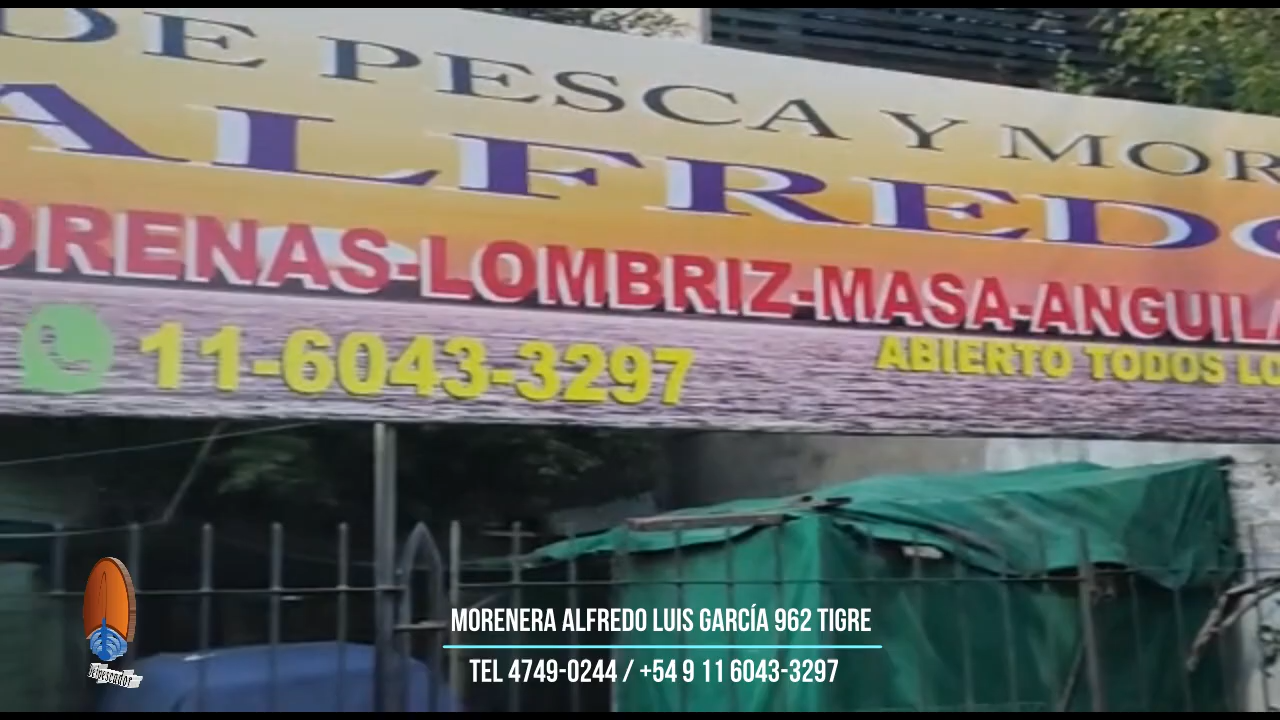 DE PESCA Y MOR
ALFREDO
ORENAS-LOMBRIZ-MASA-ANGUILA
11-6043-3297
ABIERTO TODOS LO
MORENERA ALFREDO LUIS GARCÍA 962 TIGRE
TEL 4749-0244 / +54 9 11 6043-3297